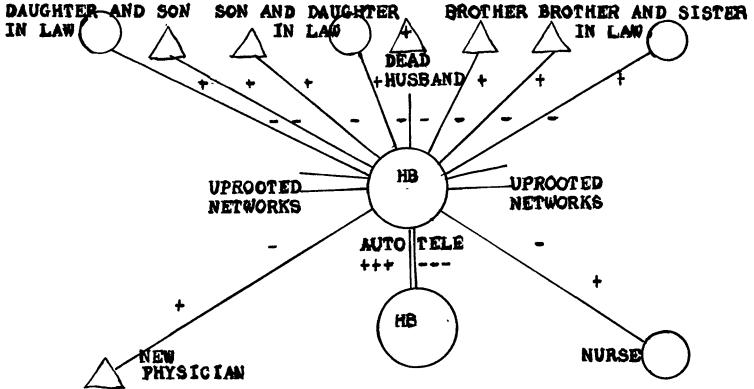 DAUGHTER AND SON SON AND DAUGHTER BROTHER BROTHER AND SISTER
IN LAW IN LAW IN LAW
+
DEAD
+ HUSBAND
+ + + + + +
- - - - - - - -
HB
UPROOTED UPROOTED
NETWORKS NETWORKS
- AUTO TELE -
+++ ---
+ +
HB
NEW NURSE
PHYSICIAN